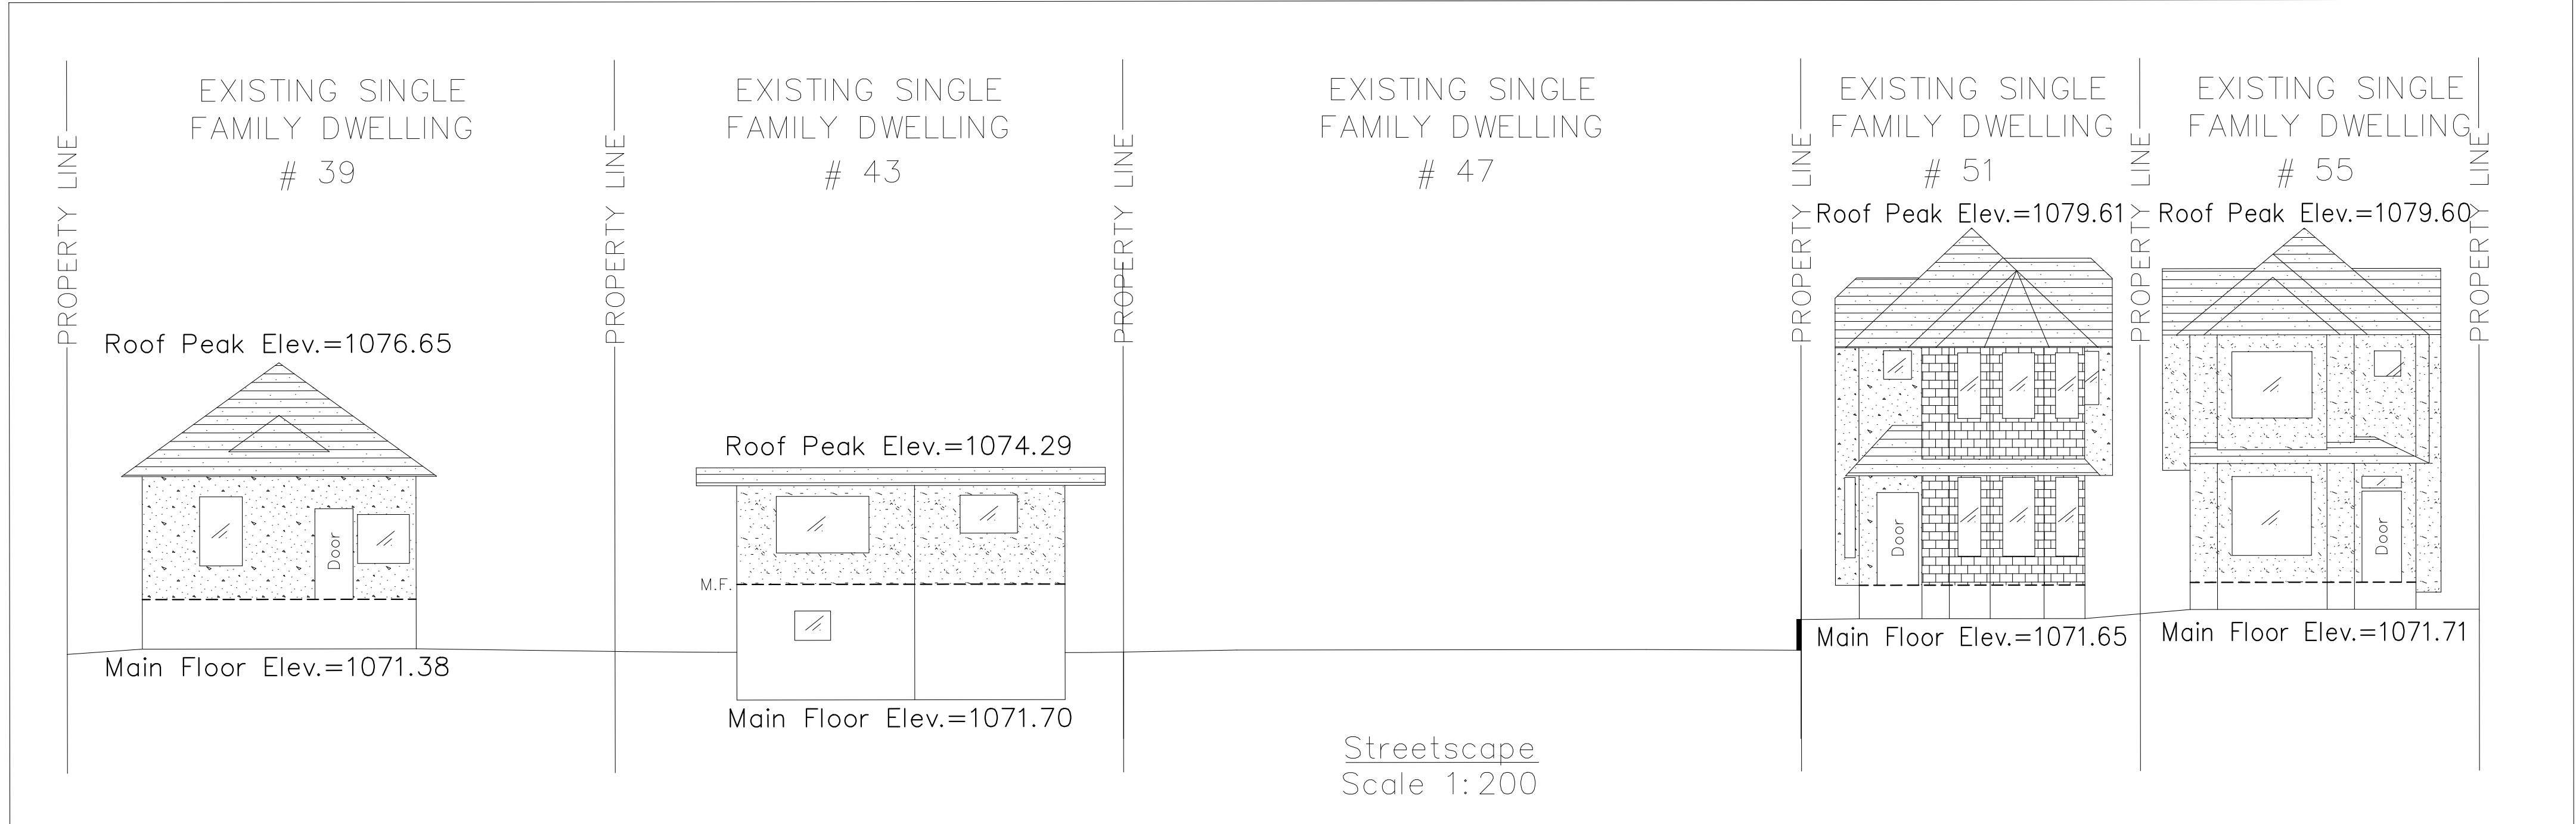 EXISTING SINGLE
FAMILY DWELLING
# 39
EXISTING SINGLE
FAMILY DWELLING
# 43
EXISTING SINGLE
FAMILY DWELLING
# 47
EXISTING SINGLE
FAMILY DWELLING
# 51
EXISTING SINGLE
FAMILY DWELLING
# 55
PROPERTY LINE
PROPERTY LINE
PROPERTY LINE
PROPERTY LINE
PROPERTY LINE
PROPERTY LINE
Roof Peak Elev.=1076.65
Door
Main Floor Elev.=1071.38
Roof Peak Elev.=1074.29
M.F.
Main Floor Elev.=1071.70
Roof Peak Elev.=1079.61
Door
Main Floor Elev.=1071.65
Roof Peak Elev.=1079.60
Door
Main Floor Elev.=1071.71
Streetscape
Scale 1:200